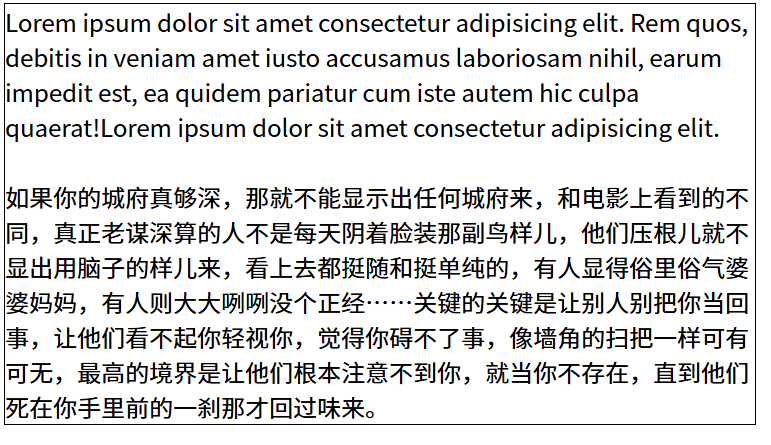 Lorem ipsum dolor sit amet consectetur adipisicing elit. Rem quos,
debitis in veniam amet iusto accusamus laboriosam nihil, earum
impedit est, ea quidem pariatur cum iste autem hic culpa
quaerat!Lorem ipsum dolor sit amet consectetur adipisicing elit.
如果你的城府真够深，那就不能显示出任何城府来，和电影上看到的不
同，真正老谋深算的人不是每天阴着脸装那副鸟样儿，他们压根儿就不
显出用脑子的样儿来，看上去都挺随和挺单纯的，有人显得俗里俗气婆
婆妈妈，有人则大大咧咧没个正经……关键的关键是让别人别把你当回
事，让他们看不起你轻视你，觉得你碍不了事，像墙角的扫把一样可有
可无，最高的境界是让他们根本注意不到你，就当你不存在，直到他们
死在你手里前的一刹那才回过味来。